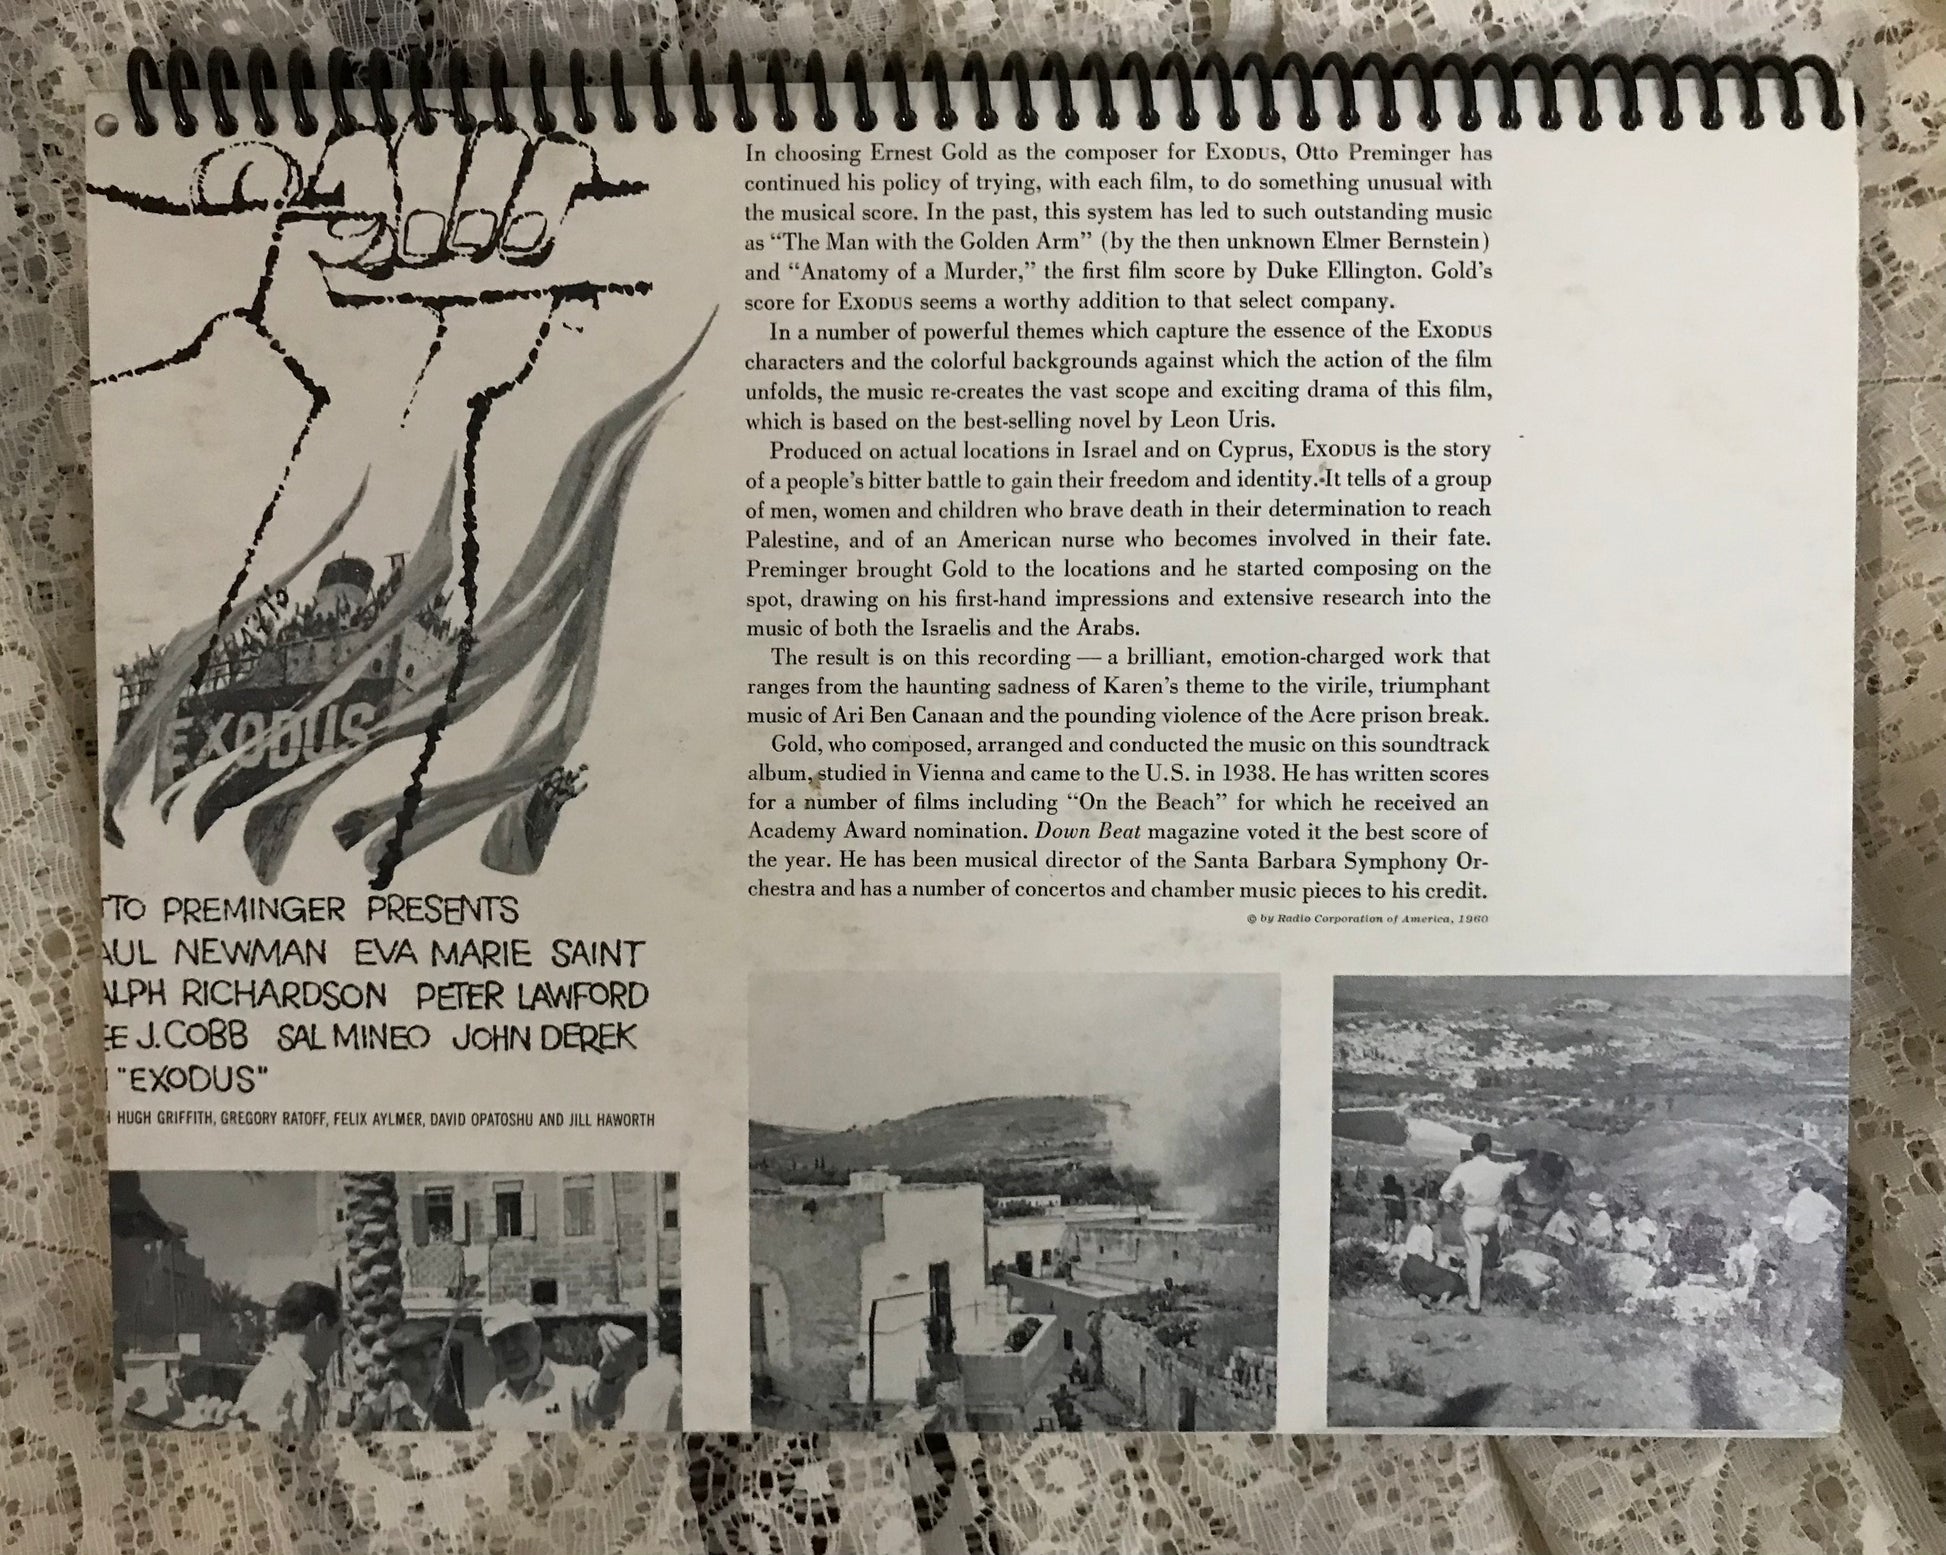 EXODUS
TO PREMINGER PRESENTS
AUL NEWMAN EVA MARIE SAINT
ALPH RICHARDSON PETER LAWFORD
EE J. COBB SAL MINEO JOHN DEREK
"EXODUS"
H HUGH GRIFFITH, GREGORY RATOFF, FELIX AYLMER, DAVID OPATOSHU AND JILL HAWORTH
In choosing Ernest Gold as the composer for EXODUS, Otto Preminger has
continued his policy of trying, with each film, to do something unusual with
the musical score. In the past, this system has led to such outstanding music
as “The Man with the Golden Arm” (by the then unknown Elmer Bernstein)
and “Anatomy of a Murder,” the first film score by Duke Ellington. Gold’s
score for EXODUS seems a worthy addition to that select company.
In a number of powerful themes which capture the essence of the EXODUS
characters and the colorful backgrounds against which the action of the film
unfolds, the music re-creates the vast scope and exciting drama of this film,
which is based on the best-selling novel by Leon Uris.
Produced on actual locations in Israel and on Cyprus, EXODUS is the story
of a people’s bitter battle to gain their freedom and identity. It tells of a group
of men, women and children who brave death in their determination to reach
Palestine, and of an American nurse who becomes involved in their fate.
Preminger brought Gold to the locations and he started composing on the
spot, drawing on his first-hand impressions and extensive research into the
music of both the Israelis and the Arabs.
The result is on this recording — a brilliant, emotion-charged work that
ranges from the haunting sadness of Karen’s theme to the virile, triumphant
music of Ari Ben Canaan and the pounding violence of the Acre prison break.
Gold, who composed, arranged and conducted the music on this soundtrack
album, studied in Vienna and came to the U.S. in 1938. He has written scores
for a number of films including “On the Beach” for which he received an
Academy Award nomination. Down Beat magazine voted it the best score of
the year. He has been musical director of the Santa Barbara Symphony Or-
chestra and has a number of concertos and chamber music pieces to his credit.
© by Radio Corporation of America, 1960